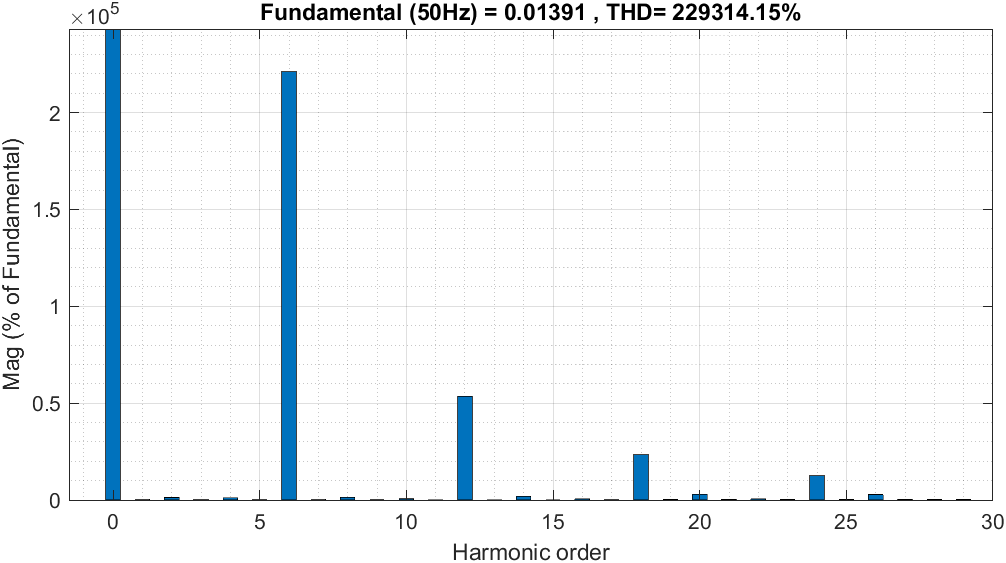 Fundamental (50Hz) = 0.01391 , THD= 229314.15%
×10^5
2
1.5
1
0.5
0
Mag (% of Fundamental)
0 5 10 15 20 25 30
Harmonic order